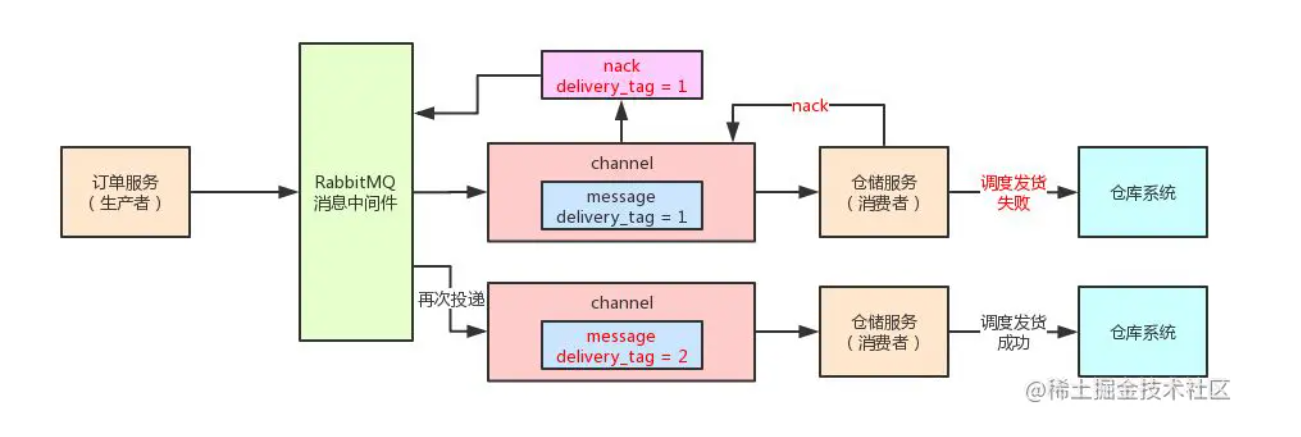 nack
delivery_tag = 1
nack
订单服务
（生产者）
RabbitMQ
消息中间件
channel
message
delivery_tag = 1
仓储服务
（消费者）
调度发货
失败
仓库系统
再次投递
channel
message
delivery_tag = 2
仓储服务
（消费者）
调度发货
成功
仓库系统
@稀土掘金技术社区